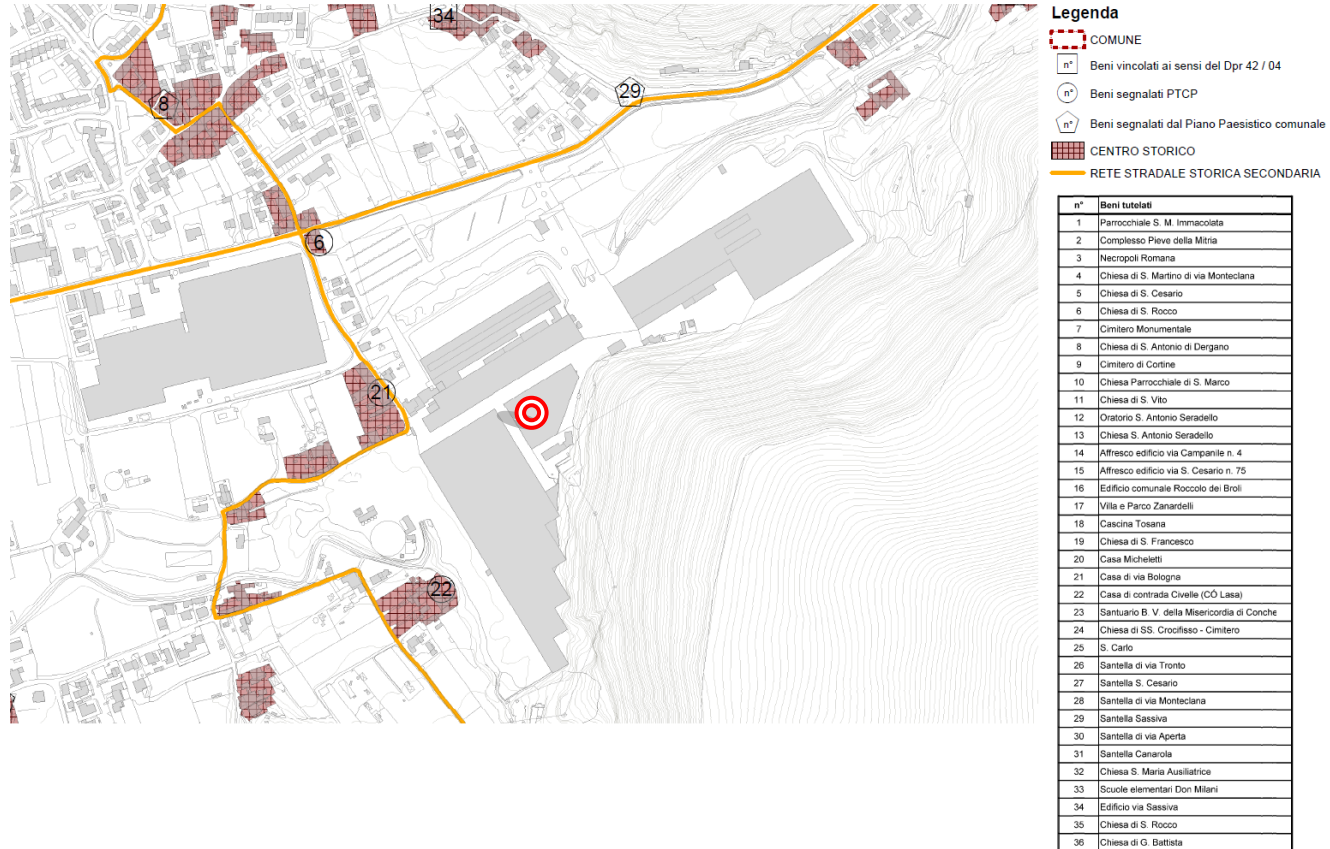 34
29
8
6
21
22
Legenda
COMUNE
n° Beni vincolati ai sensi del Dpr 42 / 04
n° Beni segnalati PTCP
n° Beni segnalati dal Piano Paesistico comunale
CENTRO STORICO
RETE STRADALE STORICA SECONDARIA
n° Beni tutelati
1 Parrocchiale S. M. Immacolata
2 Complesso Pieve della Mitria
3 Necropoli Romana
4 Chiesa di S. Martino di via Monteclana
5 Chiesa di S. Cesario
6 Chiesa di S. Rocco
7 Cimitero Monumentale
8 Chiesa di S. Antonio di Dergano
9 Cimitero di Cortine
10 Chiesa Parrocchiale di S. Marco
11 Chiesa di S. Vito
12 Oratorio S. Antonio Seradello
13 Chiesa S. Antonio Seradello
14 Affresco edificio via Campanile n. 4
15 Affresco edificio via S. Cesario n. 75
16 Edificio comunale Roccolo dei Broli
17 Villa e Parco Zanardelli
18 Cascina Tosana
19 Chiesa di S. Francesco
20 Casa Micheletti
21 Casa di via Bologna
22 Casa di contrada Civelle (CÒ Lasa)
23 Santuario B. V. della Misericordia di Conche
24 Chiesa di SS. Crocifisso - Cimitero
25 S. Carlo
26 Santella di via Tronto
27 Santella S. Cesario
28 Santella di via Monteclana
29 Santella Sassiva
30 Santella di via Aperta
31 Santella Canarola
32 Chiesa S. Maria Ausiliatrice
33 Scuole elementari Don Milani
34 Edificio via Sassiva
35 Chiesa di S. Rocco
36 Chiesa di G. Battista